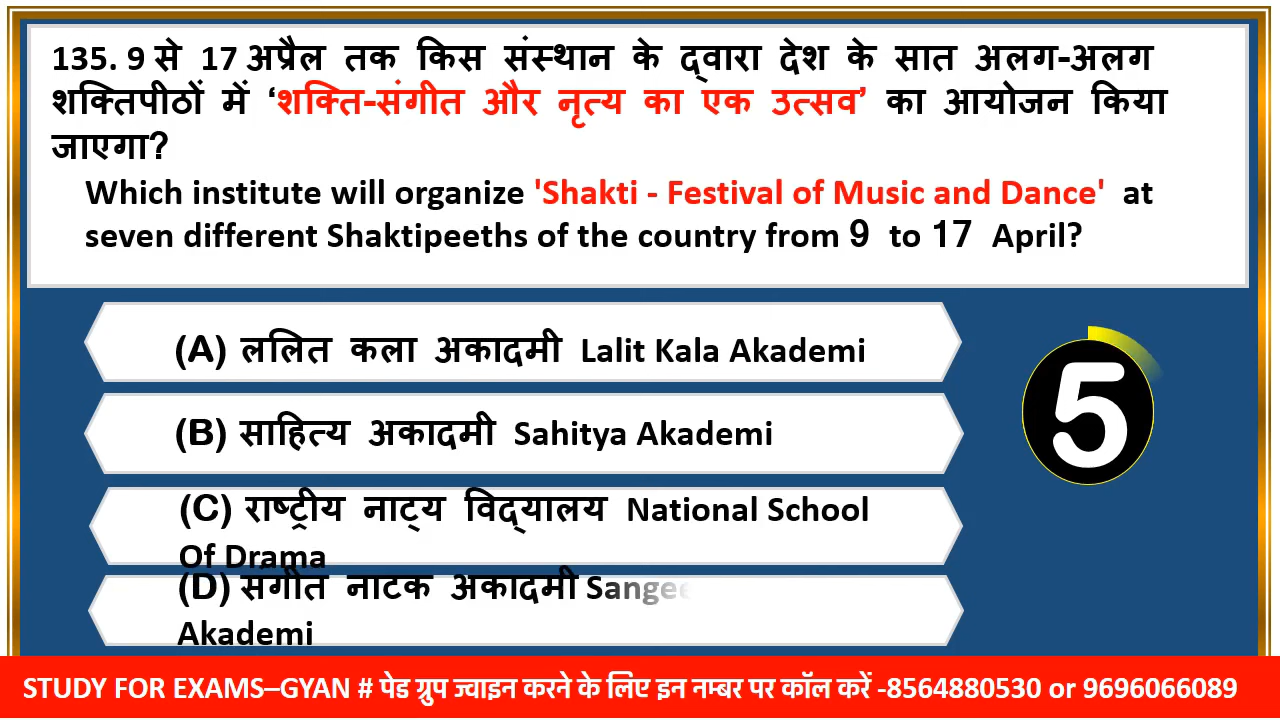 135. 9 से 17 अप्रैल तक किस संस्थान के द्वारा देश के सात अलग-अलग
शक्तिपीठों में ‘शक्ति-संगीत और नृत्य का एक उत्सव’ का आयोजन किया
जाएगा?
Which institute will organize 'Shakti - Festival of Music and Dance' at
seven different Shaktipeeths of the country from 9 to 17 April?
(A) ललित कला अकादमी Lalit Kala Akademi
5
(B) साहित्य अकादमी Sahitya Akademi
(C) राष्ट्रीय नाट्य विद्यालय National School
Of Drama
(D) संगीत नाटक अकादमी
Akademi
STUDY FOR EXAMS–GYAN # पेड ग्रुप ज्वाइन करने के लिए इन नम्बर पर कॉल करें -8564880530 or 9696066089